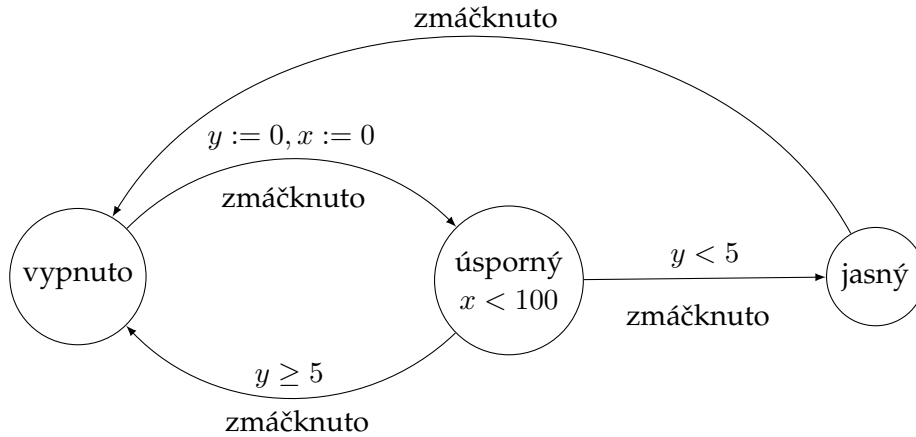 zmáčknuto
y := 0, x := 0
zmáčknuto
vypnuto
úsporný
x < 100
y < 5
zmáčknuto
jasný
y ≥ 5
zmáčknuto